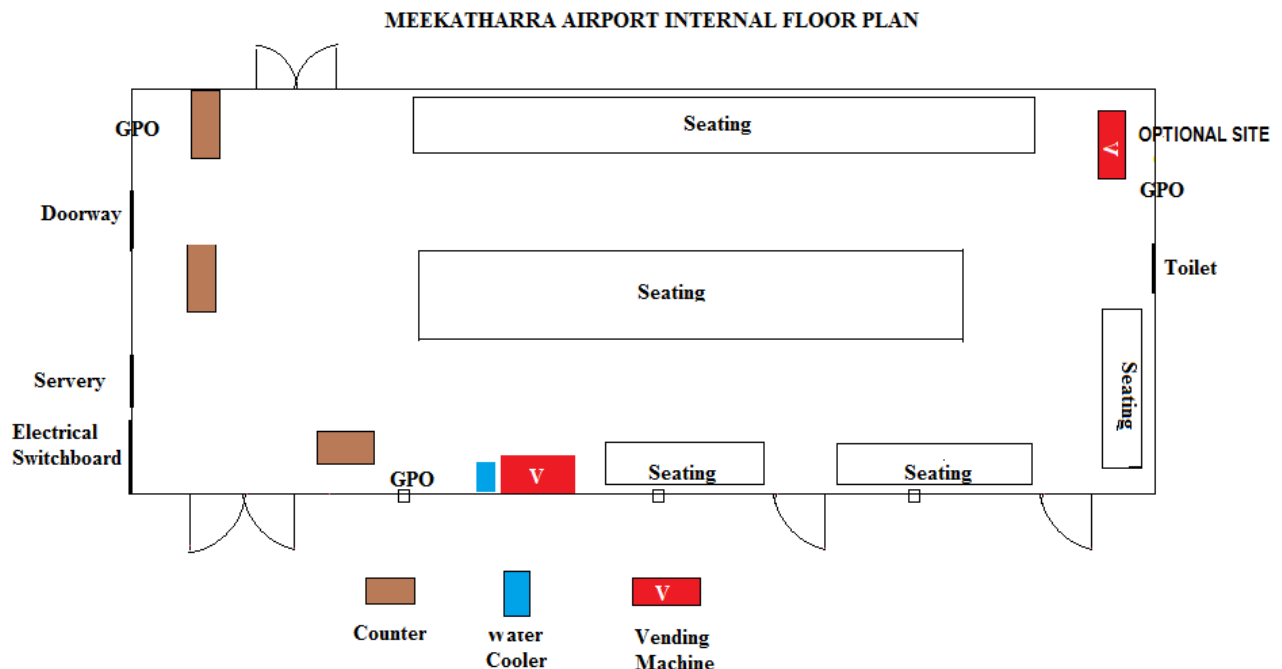 MEEKATHARRA AIRPORT INTERNAL FLOOR PLAN
GPO
Seating
V
OPTIONAL SITE
GPO
Doorway
Seating
Toilet
Servery
Seating
Electrical
Switchboard
GPO
V
Seating
Seating
V
Counter
Water
Cooler
Vending
Machine